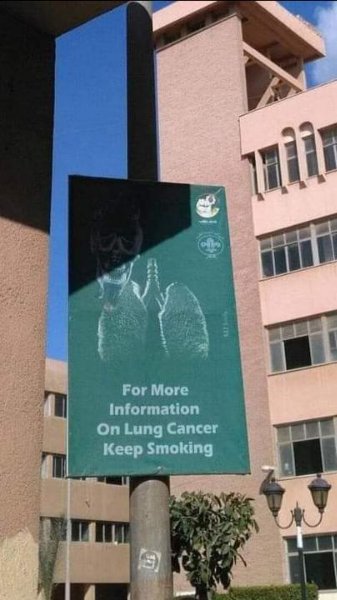 For More
Information
On Lung Cancer
Keep Smoking